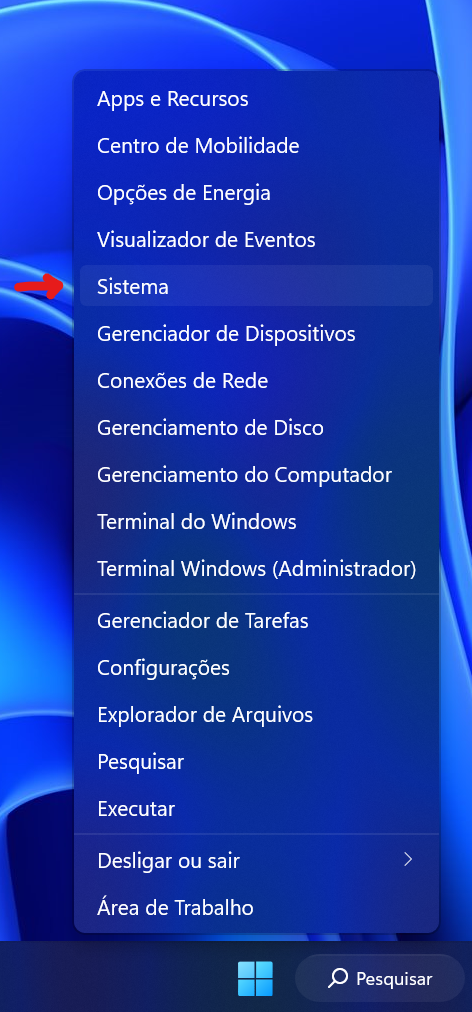 Apps e Recursos
Centro de Mobilidade
Opções de Energia
Visualizador de Eventos
Sistema
Gerenciador de Dispositivos
Conexões de Rede
Gerenciamento de Disco
Gerenciamento do Computador
Terminal do Windows
Terminal Windows (Administrador)
Gerenciador de Tarefas
Configurações
Explorador de Arquivos
Pesquisar
Executar
Desligar ou sair
Área de Trabalho
Pesquisar